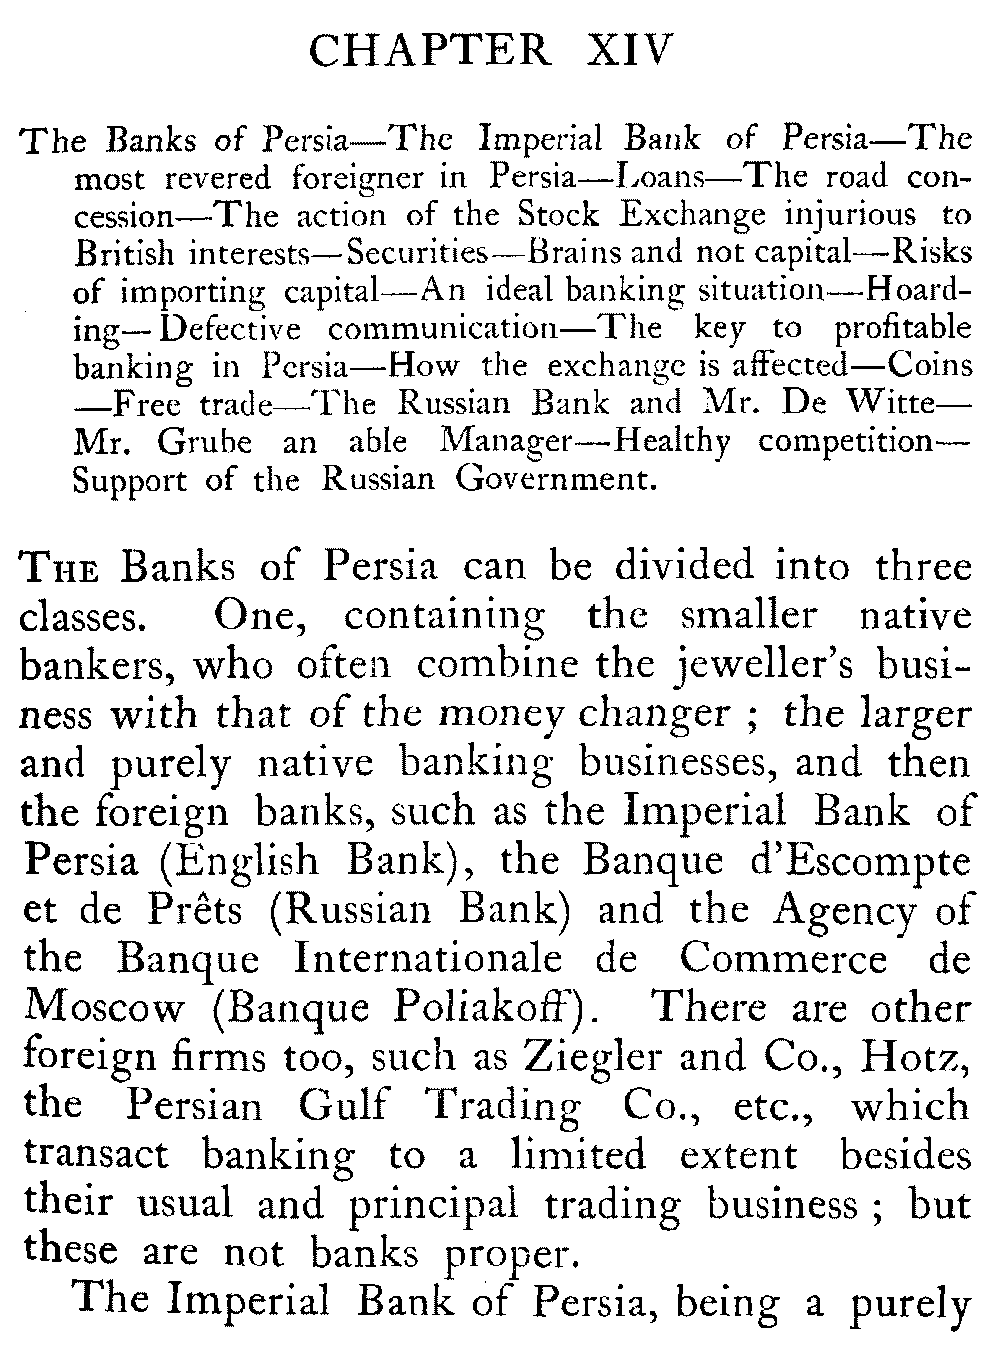 CHAPTER XIV
The Banks of Persia—The Imperial Bank of Persia—The
most revered foreigner in Persia—Loans—The road con-
cession—The action of the Stock Exchange injurious to
British interests—Securities—Brains and not capital—Risks
of importing capital—An ideal banking situation—Hoard-
ing—Defective communication—The key to profitable
banking in Persia—How the exchange is affected—Coins
—Free trade—The Russian Bank and Mr. De Witte—
Mr. Grube an able Manager—Healthy competition—
Support of the Russian Government.
THE Banks of Persia can be divided into three
classes. One, containing the smaller native
bankers, who often combine the jeweller's busi-
ness with that of the money changer ; the larger
and purely native banking businesses, and then
the foreign banks, such as the Imperial Bank of
Persia (English Bank), the Banque d'Escompte
et de Prêts (Russian Bank) and the Agency of
the Banque Internationale de Commerce de
Moscow (Banque Poliakoff). There are other
foreign firms too, such as Ziegler and Co., Hotz,
the Persian Gulf Trading Co., etc., which
transact banking to a limited extent besides
their usual and principal trading business ; but
these are not banks proper.
The Imperial Bank of Persia, being a purely